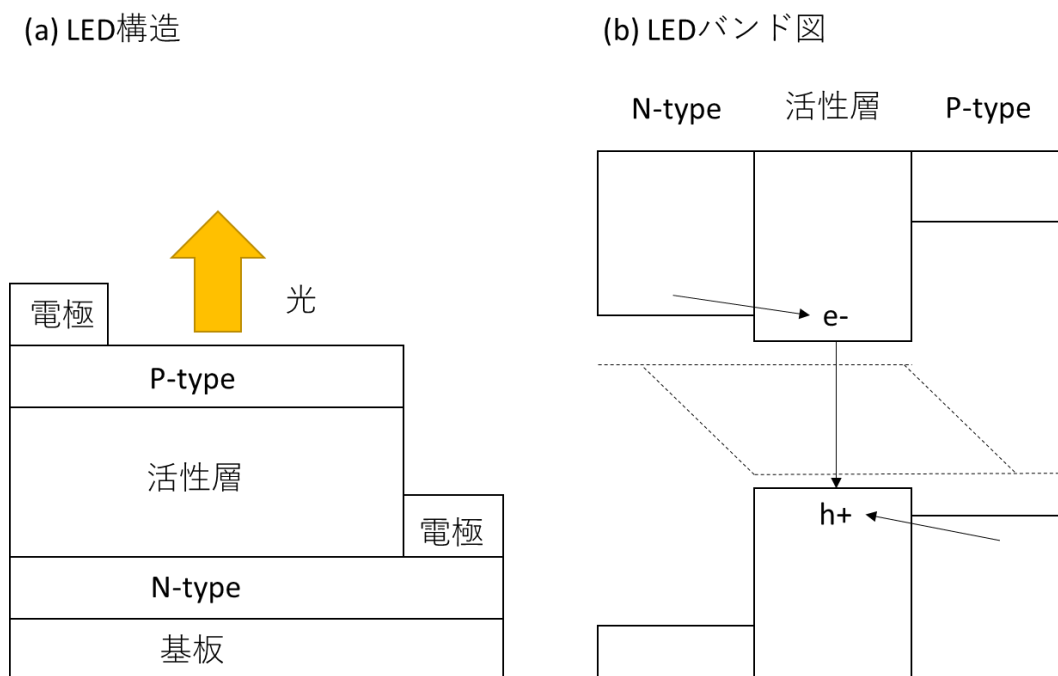 (a) LED構造
電極
光
P-type
活性層
電極
N-type
基板
(b) LEDバンド図
N-type 活性層 P-type
e-
h+